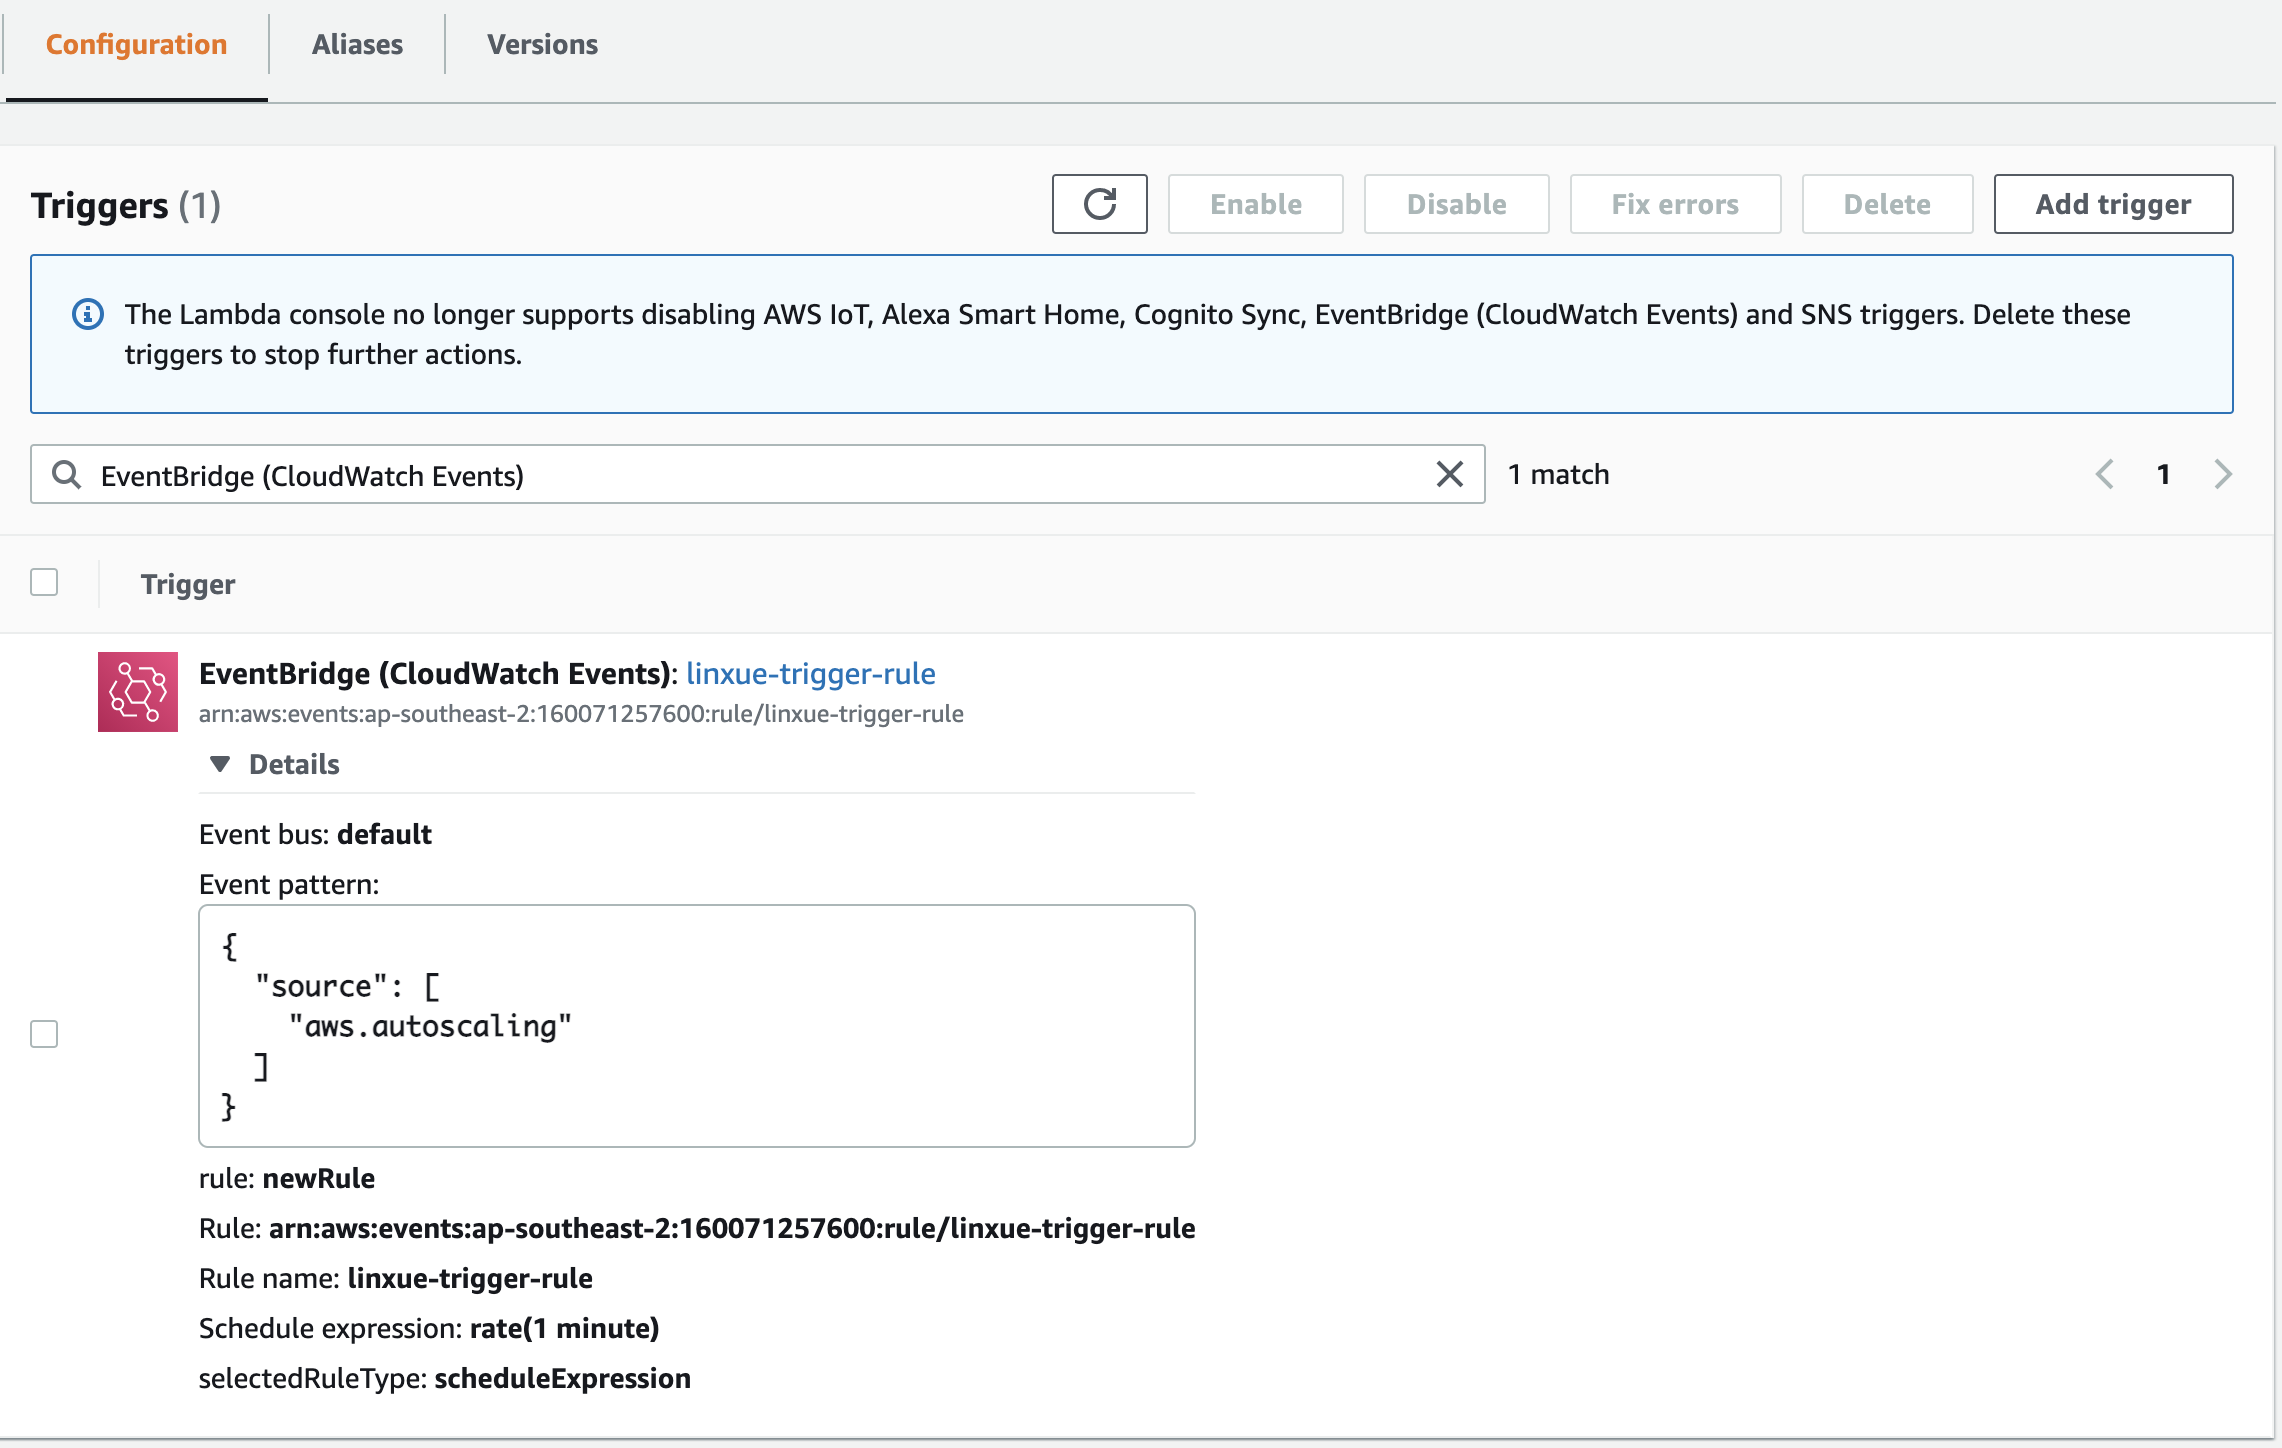 Configuration
Aliases
Versions
Triggers (1)
Enable
Disable
Fix errors
Delete
Add trigger
The Lambda console no longer supports disabling AWS IoT, Alexa Smart Home, Cognito Sync, EventBridge (CloudWatch Events) and SNS triggers. Delete these
triggers to stop further actions.
EventBridge (CloudWatch Events)
1 match
1
Trigger
EventBridge (CloudWatch Events): linxue-trigger-rule
arn:aws:events:ap-southeast-2:160071257600:rule/linxue-trigger-rule
Details
Event bus: default
Event pattern:
{
  "source": [
    "aws.autoscaling"
  ]
}
rule: newRule
Rule: arn:aws:events:ap-southeast-2:160071257600:rule/linxue-trigger-rule
Rule name: linxue-trigger-rule
Schedule expression: rate(1 minute)
selectedRuleType: scheduleExpression